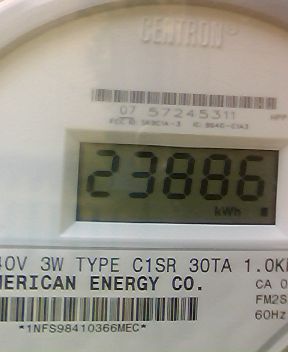 CENTRON
07 57245311
23886
kWh
40V 3W TYPE C1SR 30TA 1.0K
MERICAN ENERGY CO.
CA 0
FM2S
60Hz
*1NFS98410366MEC*